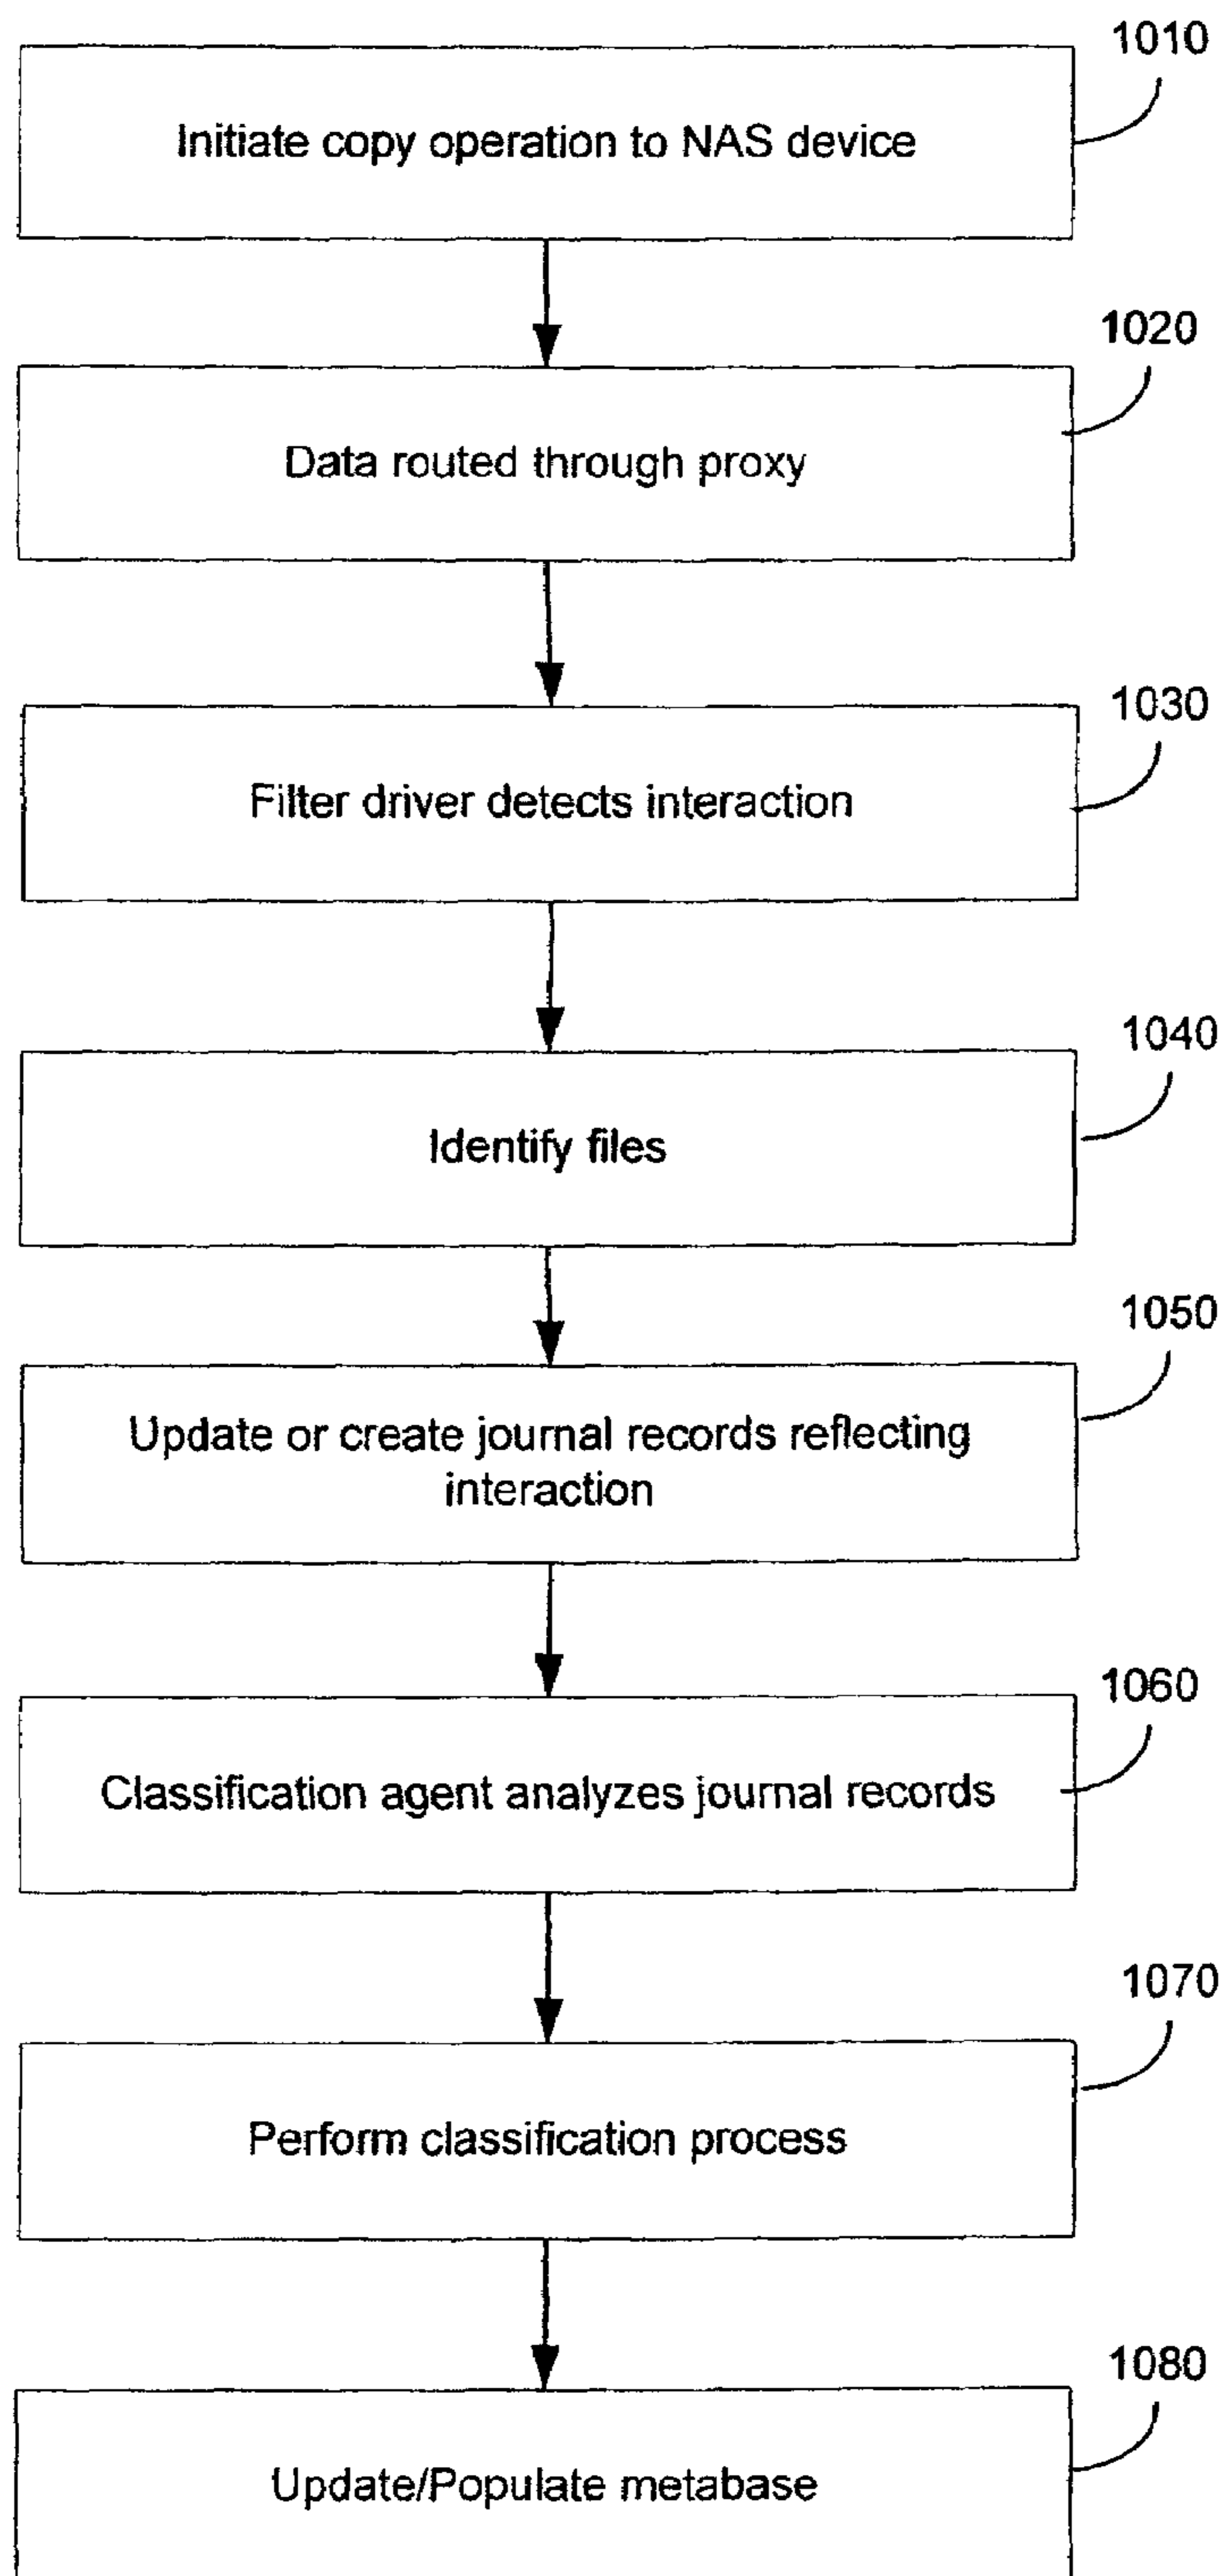 1010
Initiate copy operation to NAS device
1020
Data routed through proxy
1030
Filter driver detects interaction
1040
Identify files
1050
Update or create journal records reflecting
interaction
1060
Classification agent analyzes journal records
1070
Perform classification process
1080
Update/Populate metabase